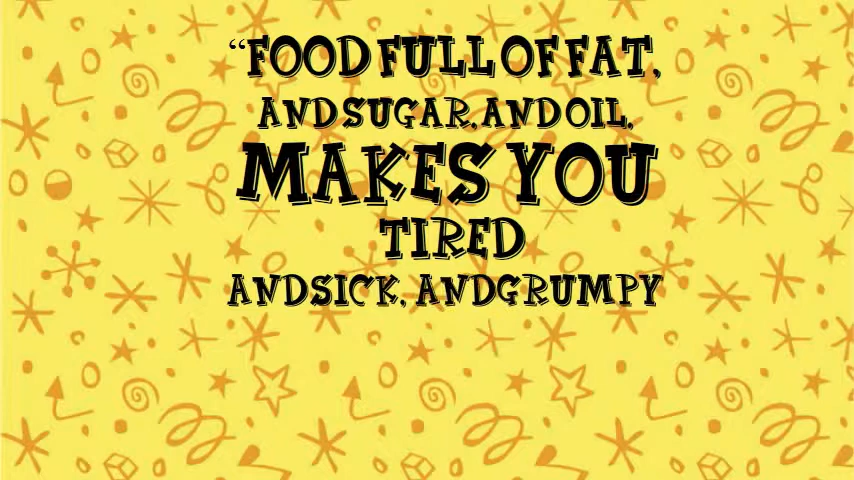 “FOOD FULL OF FAT,
AND SUGAR, AND OIL,
MAKES YOU
TIRED
AND SICK, AND GRUMPY